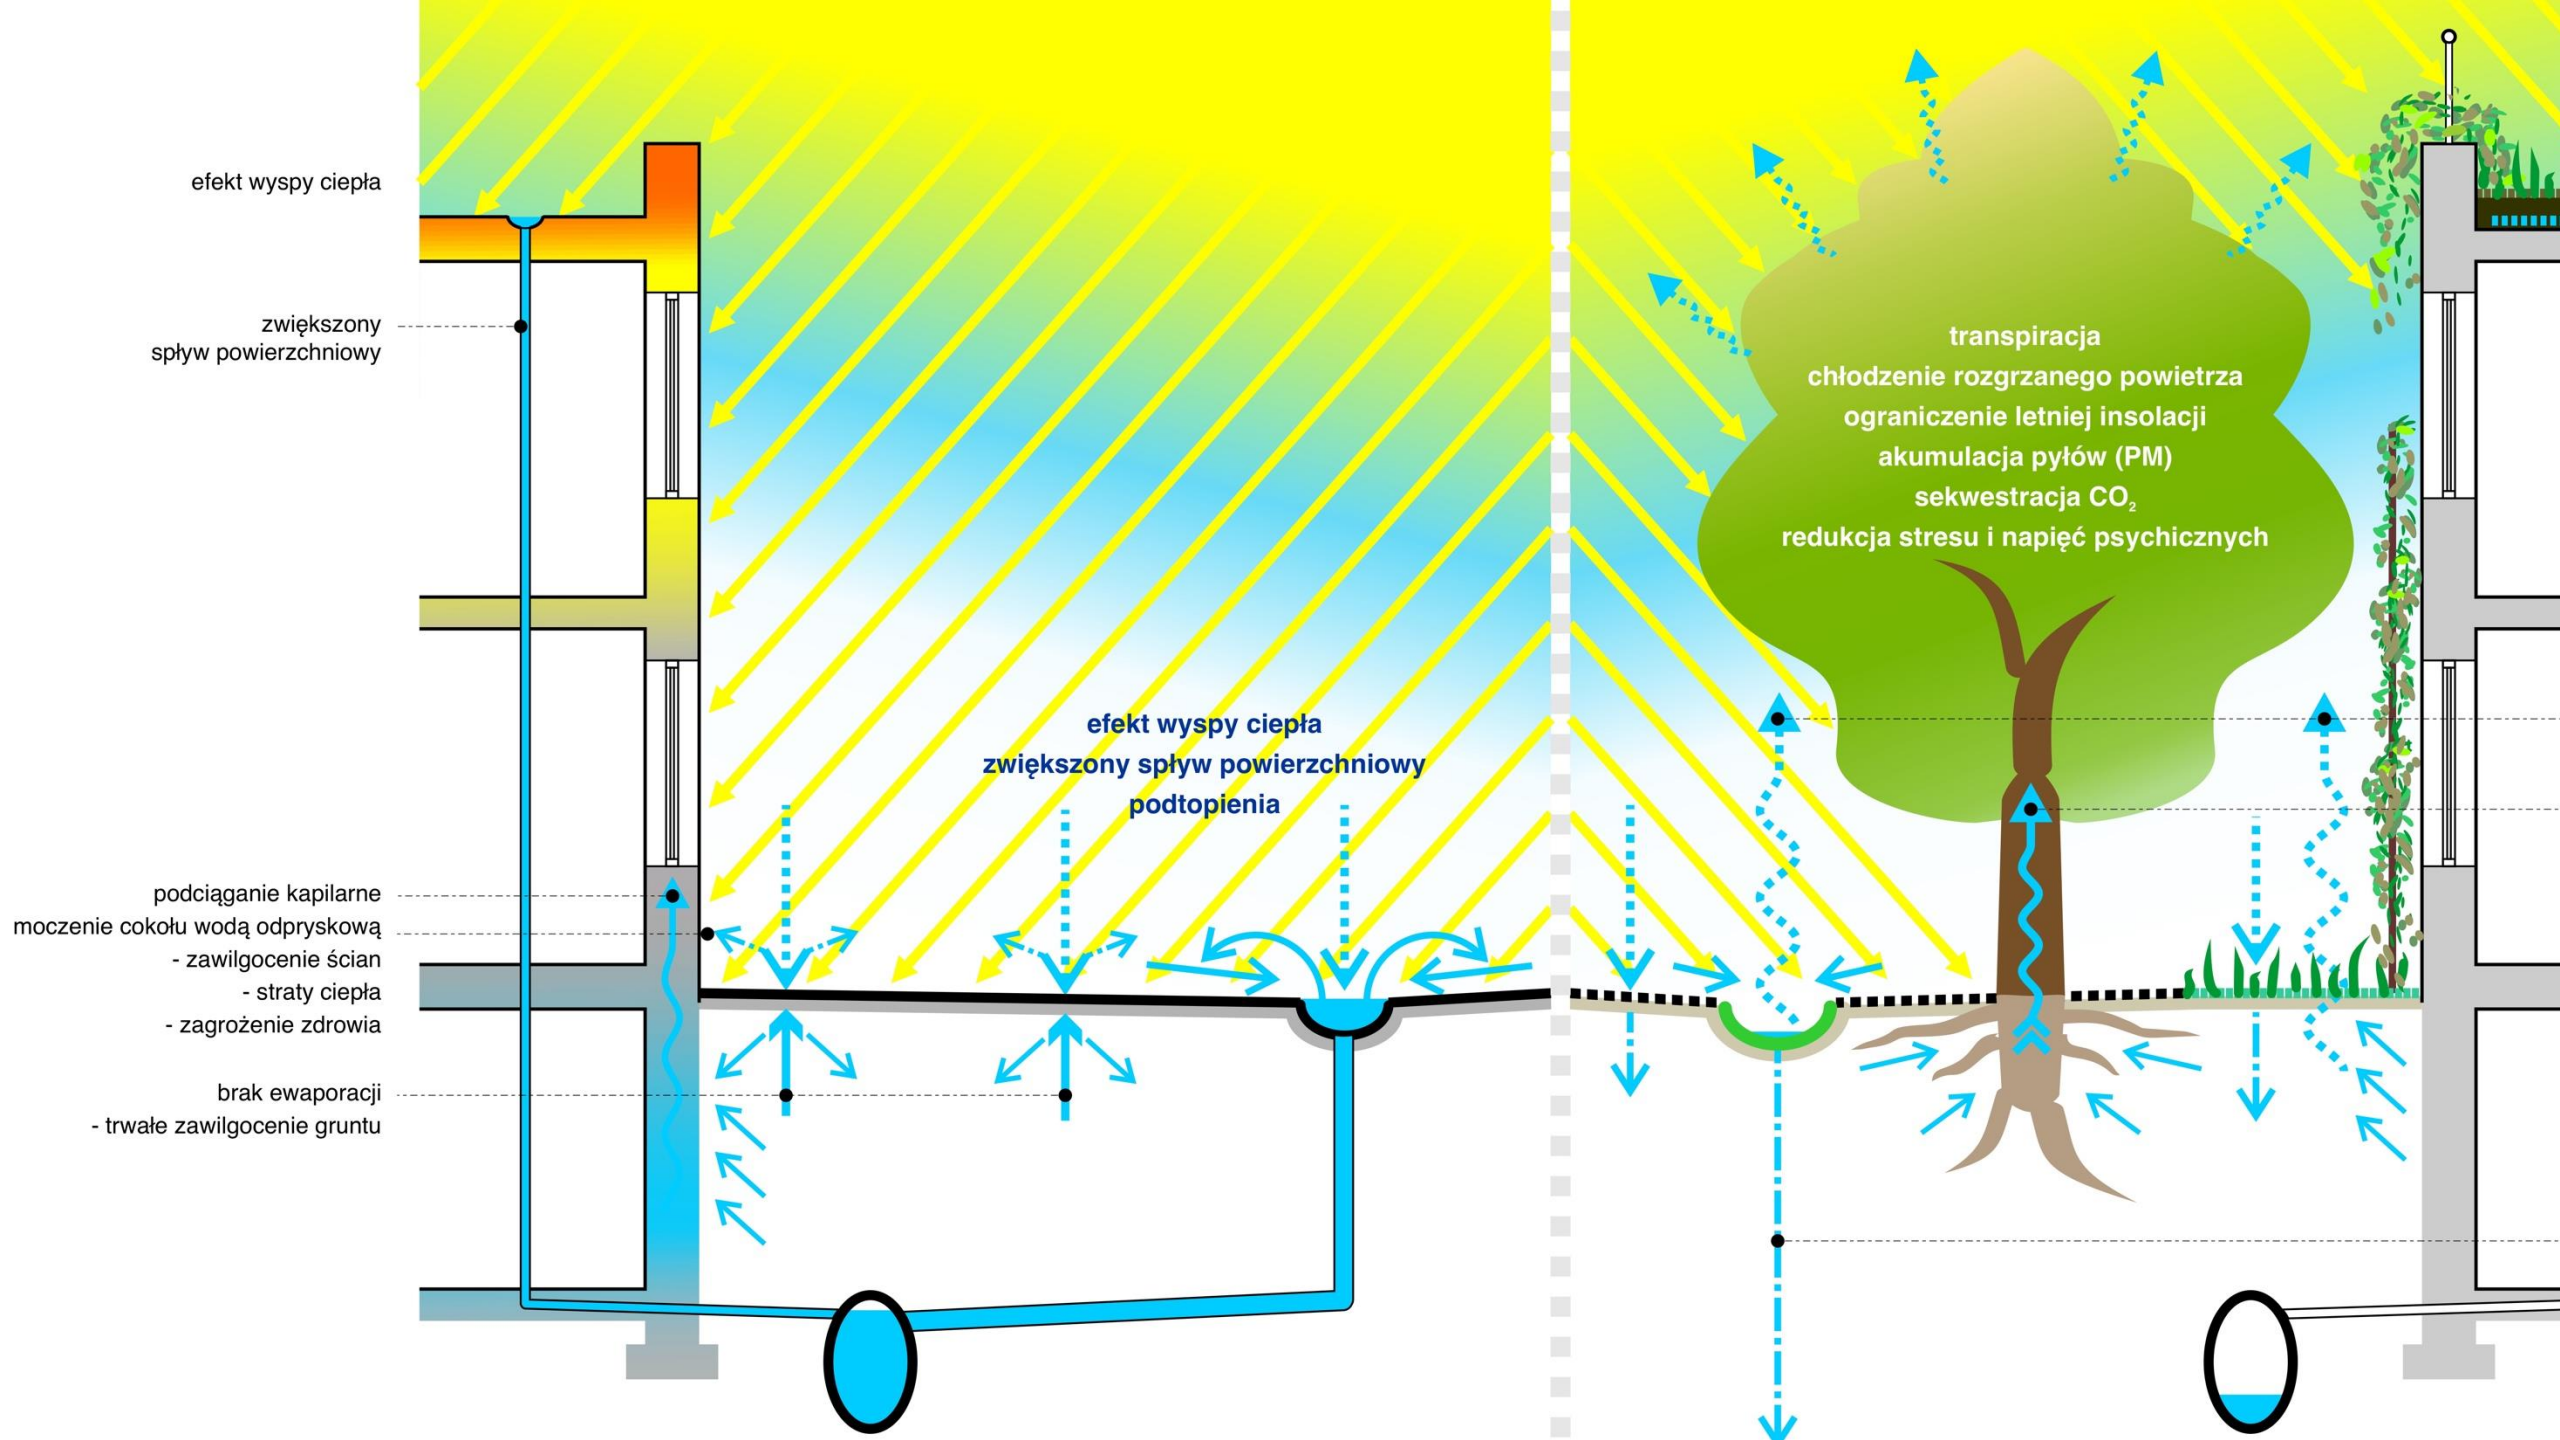 efekt wyspy ciepła
zwiększony
spływ powierzchniowy
podciąganie kapilarne
moczenie cokołu wodą odpryskową
- zawilgocenie ścian
- straty ciepła
- zagrożenie zdrowia
brak ewaporacji
- trwałe zawilgocenie gruntu
efekt wyspy ciepła
zwiększony spływ powierzchniowy
podtopienia
transpiracja
chłodzenie rozgrzanego powietrza
ograniczenie letniej insolacji
akumulacja pyłów (PM)
sekwestracja CO₂
redukcja stresu i napięć psychicznych